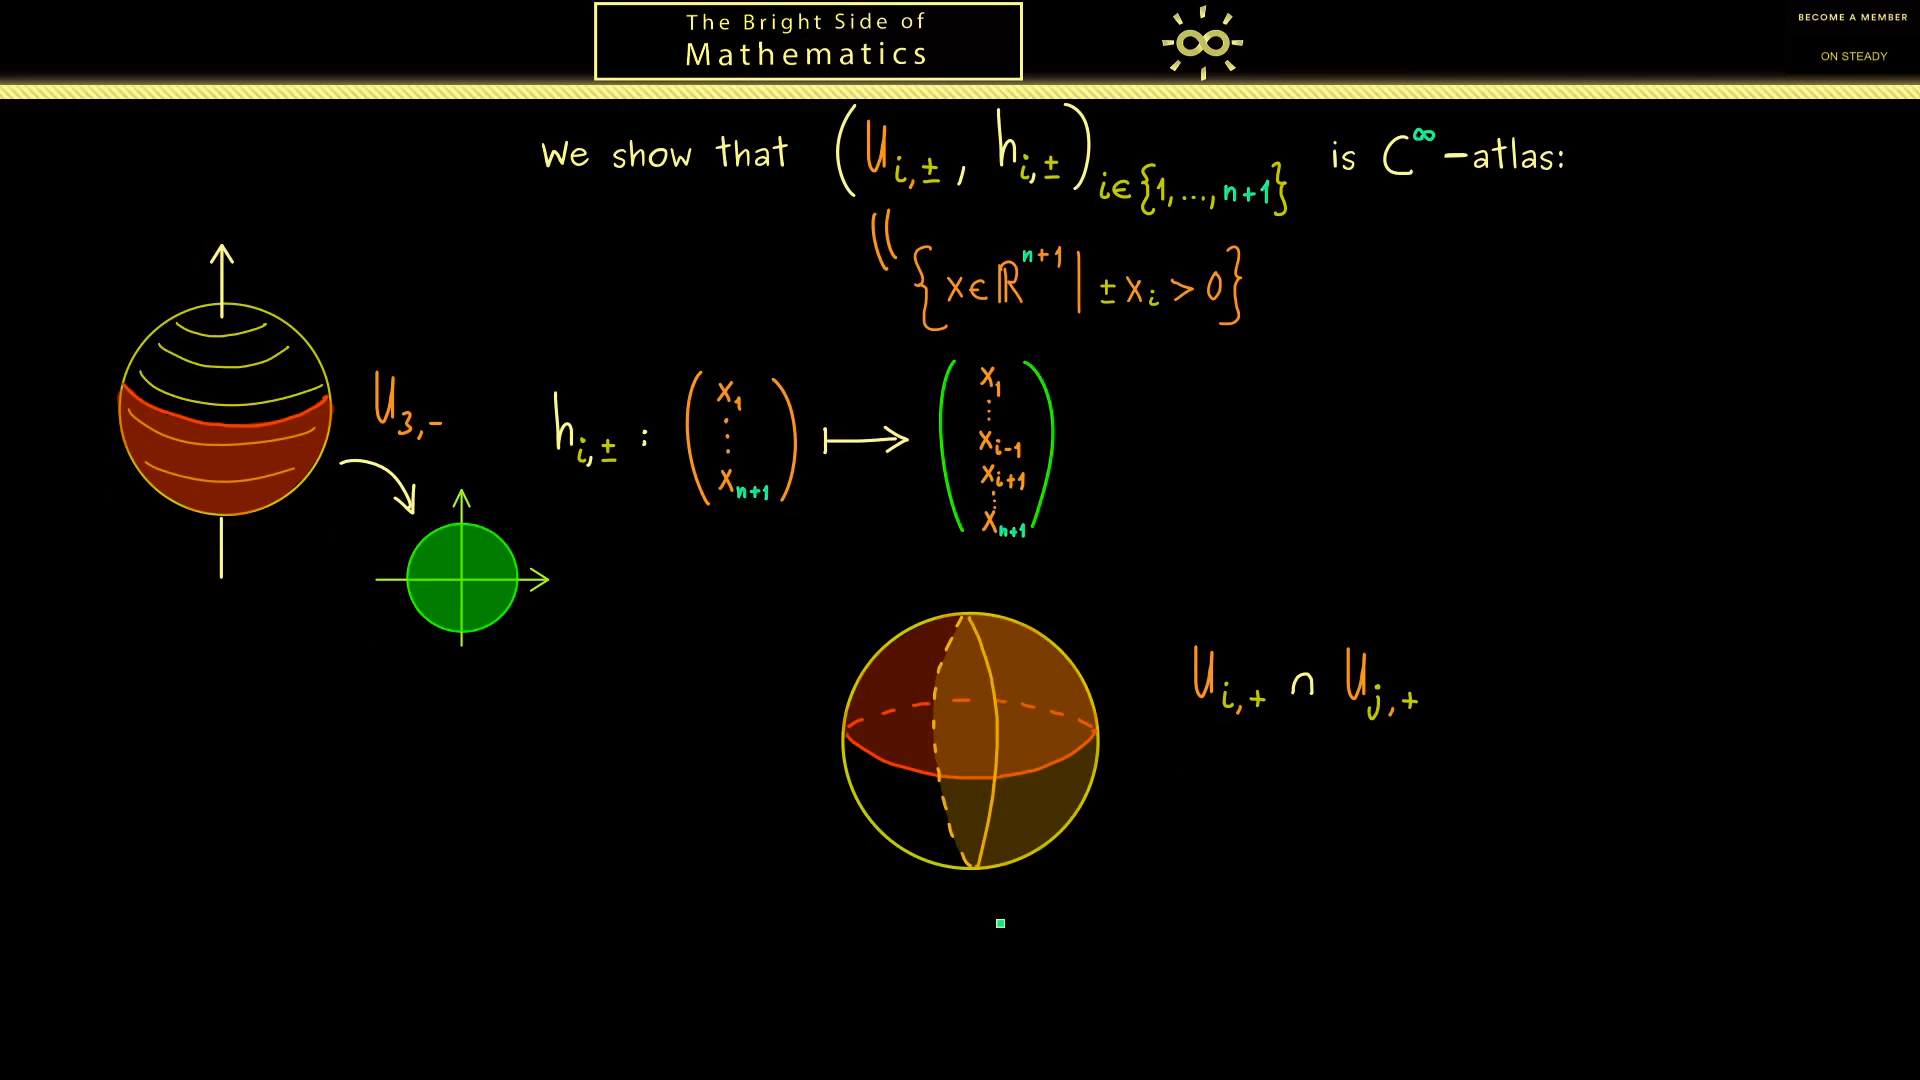 The Bright Side of
Mathematics
BECOME A MEMBER
ON STEADY
We show that (U_{i,±}, h_{i,±})_{i∈{1,...,n+1}} is C^∞-atlas:
{x∈ℝ^{n+1} | ±x_i > 0}
U_{3,-}
h_{i,±} : (x_1 ⋮ x_{n+1}) ↦ (x_1 ⋮ x_{i-1} x_{i+1} ⋮ x_{n+1})
U_{i,+} ∩ U_{j,+}